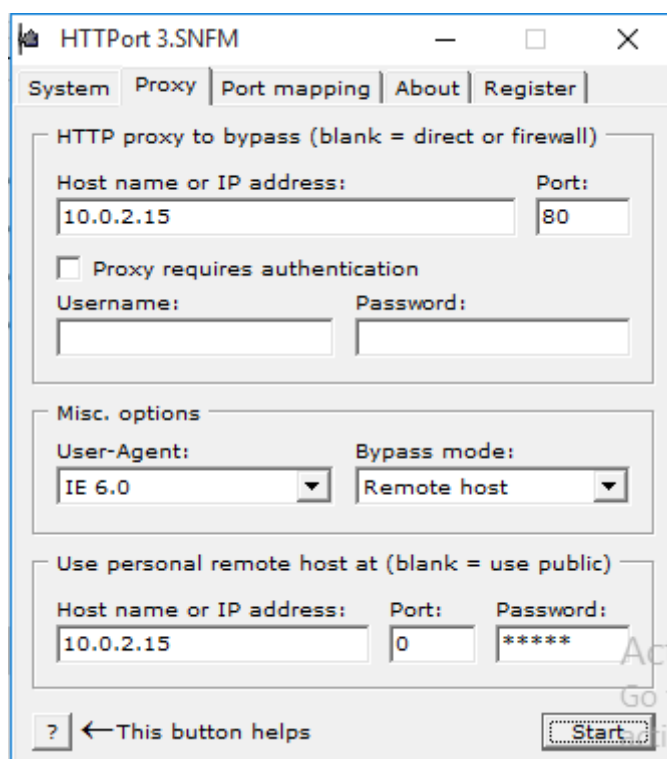 HTTPort 3.SNFM
System Proxy Port mapping About Register
HTTP proxy to bypass (blank = direct or firewall)
Host name or IP address: Port:
10.0.2.15 80
Proxy requires authentication
Username: Password:
Misc. options
User-Agent: Bypass mode:
IE 6.0 Remote host
Use personal remote host at (blank = use public)
Host name or IP address: Port: Password:
10.0.2.15 0 *****
Go
? ←This button helps Start